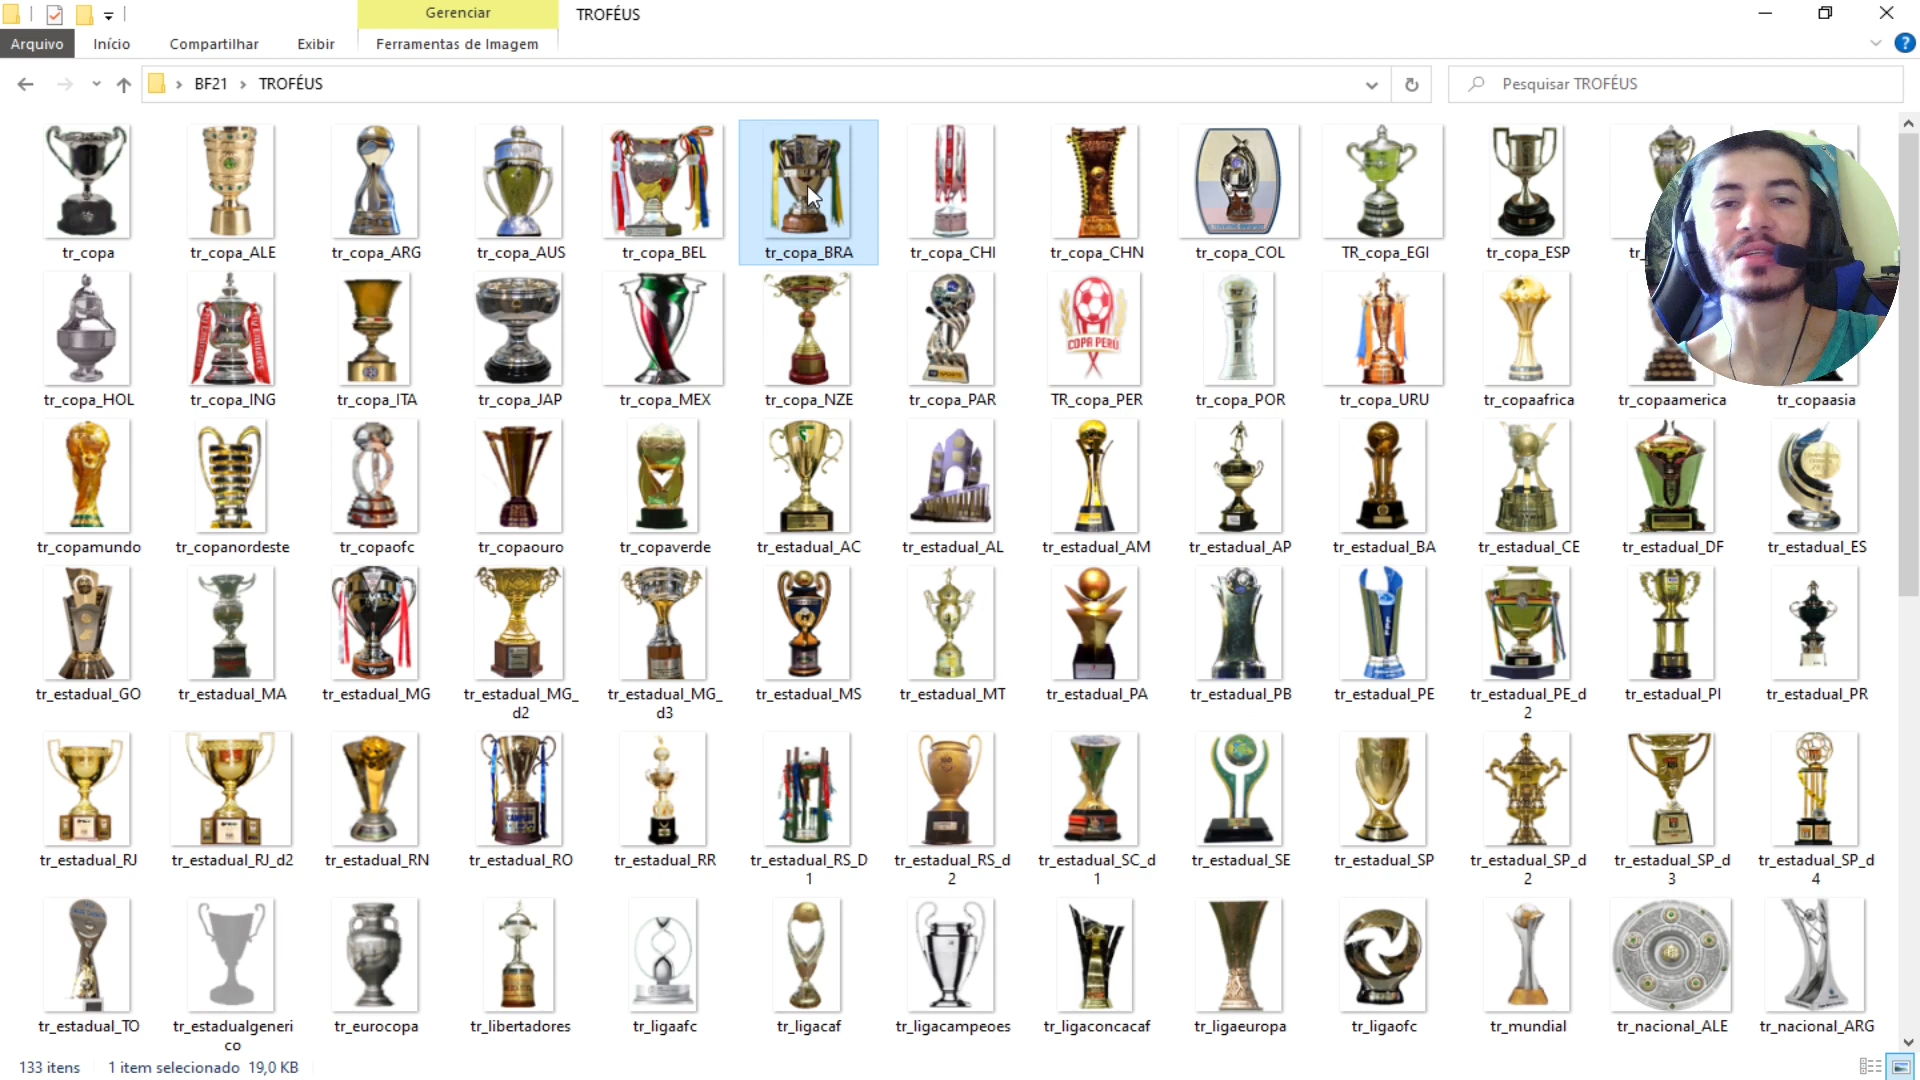 Gerenciar
TROFÉUS
Arquivo
Início
Compartilhar
Exibir
Ferramentas de Imagem
BF21
TROFÉUS
Pesquisar TROFÉUS
tr_copa
tr_copa_ALE
tr_copa_ARG
tr_copa_AUS
tr_copa_BEL
tr_copa_BRA
tr_copa_CHI
tr_copa_CHN
tr_copa_COL
TR_copa_EGI
tr_copa_ESP
COPA PERÚ
tr_copa_HOL
tr_copa_ING
tr_copa_ITA
tr_copa_JAP
tr_copa_MEX
tr_copa_NZE
tr_copa_PAR
TR_copa_PER
tr_copa_POR
tr_copa_URU
tr_copaafrica
tr_copaamerica
tr_copaasia
tr_copamundo
tr_copanordeste
tr_copaofc
tr_copaouro
tr_copaverde
tr_estadual_AC
tr_estadual_AL
tr_estadual_AM
tr_estadual_AP
tr_estadual_BA
tr_estadual_CE
tr_estadual_DF
tr_estadual_ES
tr_estadual_GO
tr_estadual_MA
tr_estadual_MG
tr_estadual_MG_
d2
tr_estadual_MG_
d3
tr_estadual_MS
tr_estadual_MT
tr_estadual_PA
tr_estadual_PB
tr_estadual_PE
tr_estadual_PE_d
2
tr_estadual_PI
tr_estadual_PR
tr_estadual_RJ
tr_estadual_RJ_d2
tr_estadual_RN
tr_estadual_RO
tr_estadual_RR
tr_estadual_RS_D
1
tr_estadual_RS_d
2
tr_estadual_SC_d
1
tr_estadual_SE
tr_estadual_SP
tr_estadual_SP_d
2
tr_estadual_SP_d
3
tr_estadual_SP_d
4
tr_estadual_TO
tr_estadualgeneri
co
tr_eurocopa
tr_libertadores
tr_ligaafc
tr_ligacaf
tr_ligacampeoes
tr_ligaconcacaf
tr_ligaeuropa
tr_ligaofc
tr_mundial
tr_nacional_ALE
tr_nacional_ARG
133 itens
1 item selecionado 19,0 KB